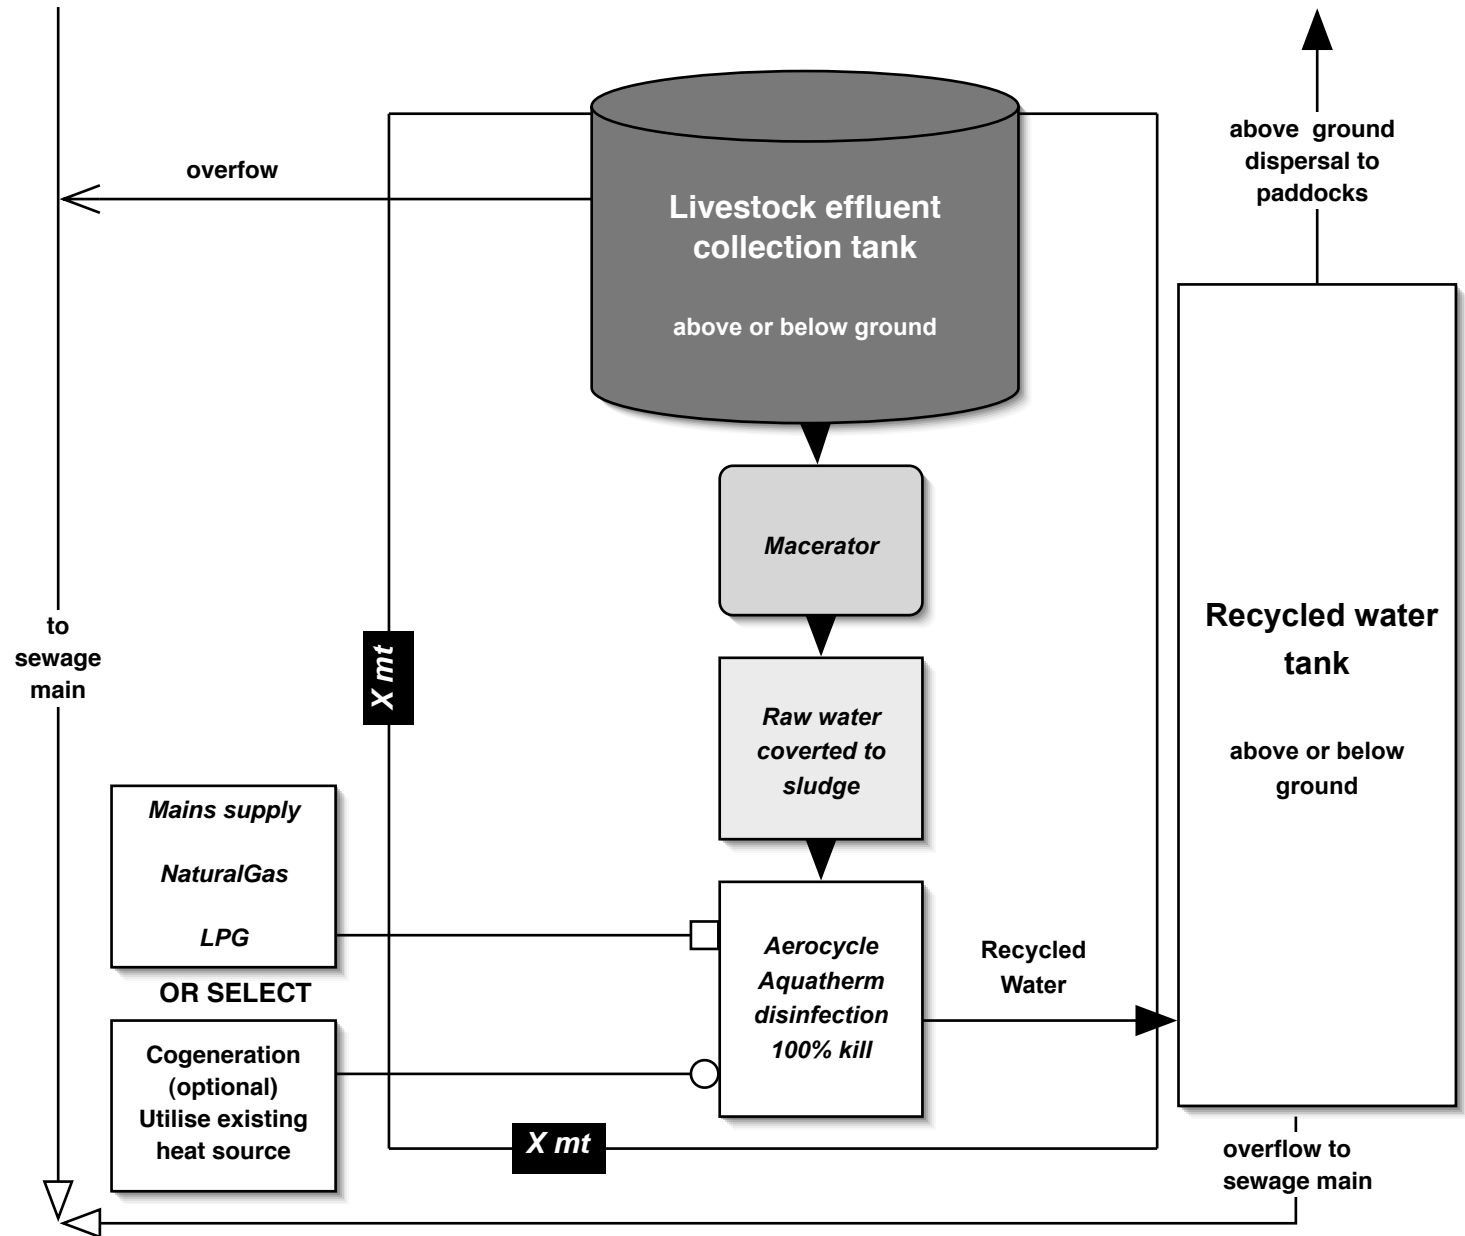 overfow
Livestock effluent
collection tank
above or below ground
above ground
dispersal to
paddocks
Macerator
to
sewage
main
X mt
Raw water
coverted to
sludge
Recycled water
tank
above or below
ground
Mains supply
NaturalGas
LPG
OR SELECT
Cogeneration
(optional)
Utilise existing
heat source
Aerocycle
Aquatherm
disinfection
100% kill
Recycled
Water
X mt
overflow to
sewage main